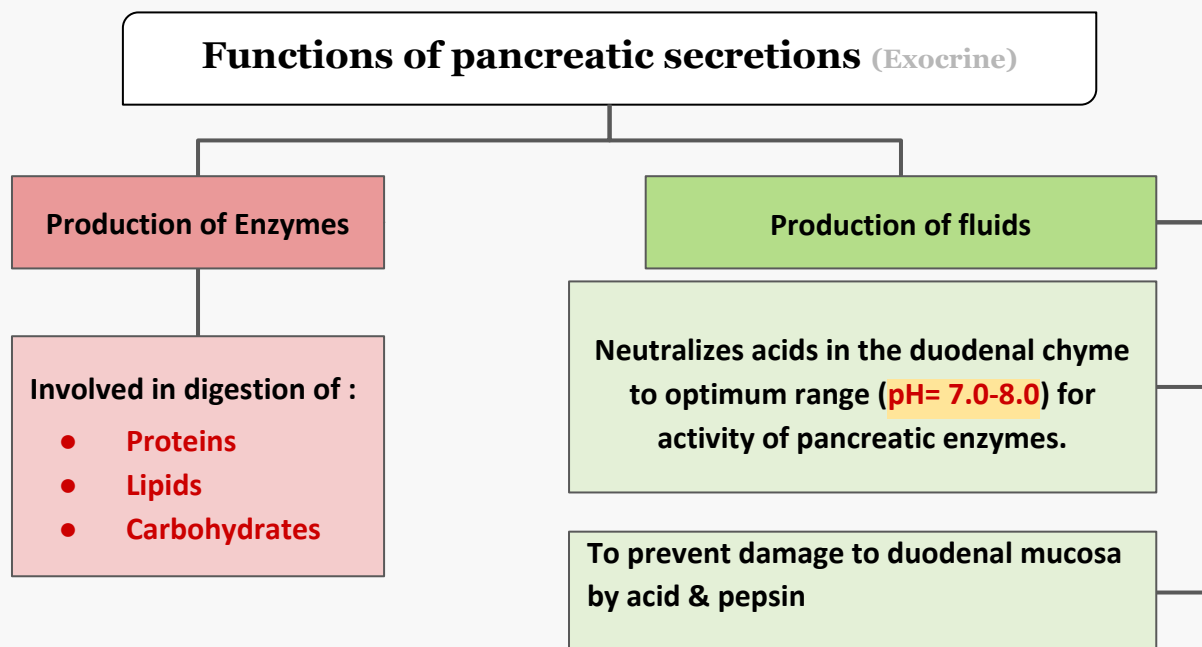 Functions of pancreatic secretions (Exocrine)
Production of Enzymes
Involved in digestion of :
● Proteins
● Lipids
● Carbohydrates
Production of fluids
Neutralizes acids in the duodenal chyme
to optimum range (pH= 7.0-8.0) for
activity of pancreatic enzymes.
To prevent damage to duodenal mucosa
by acid & pepsin